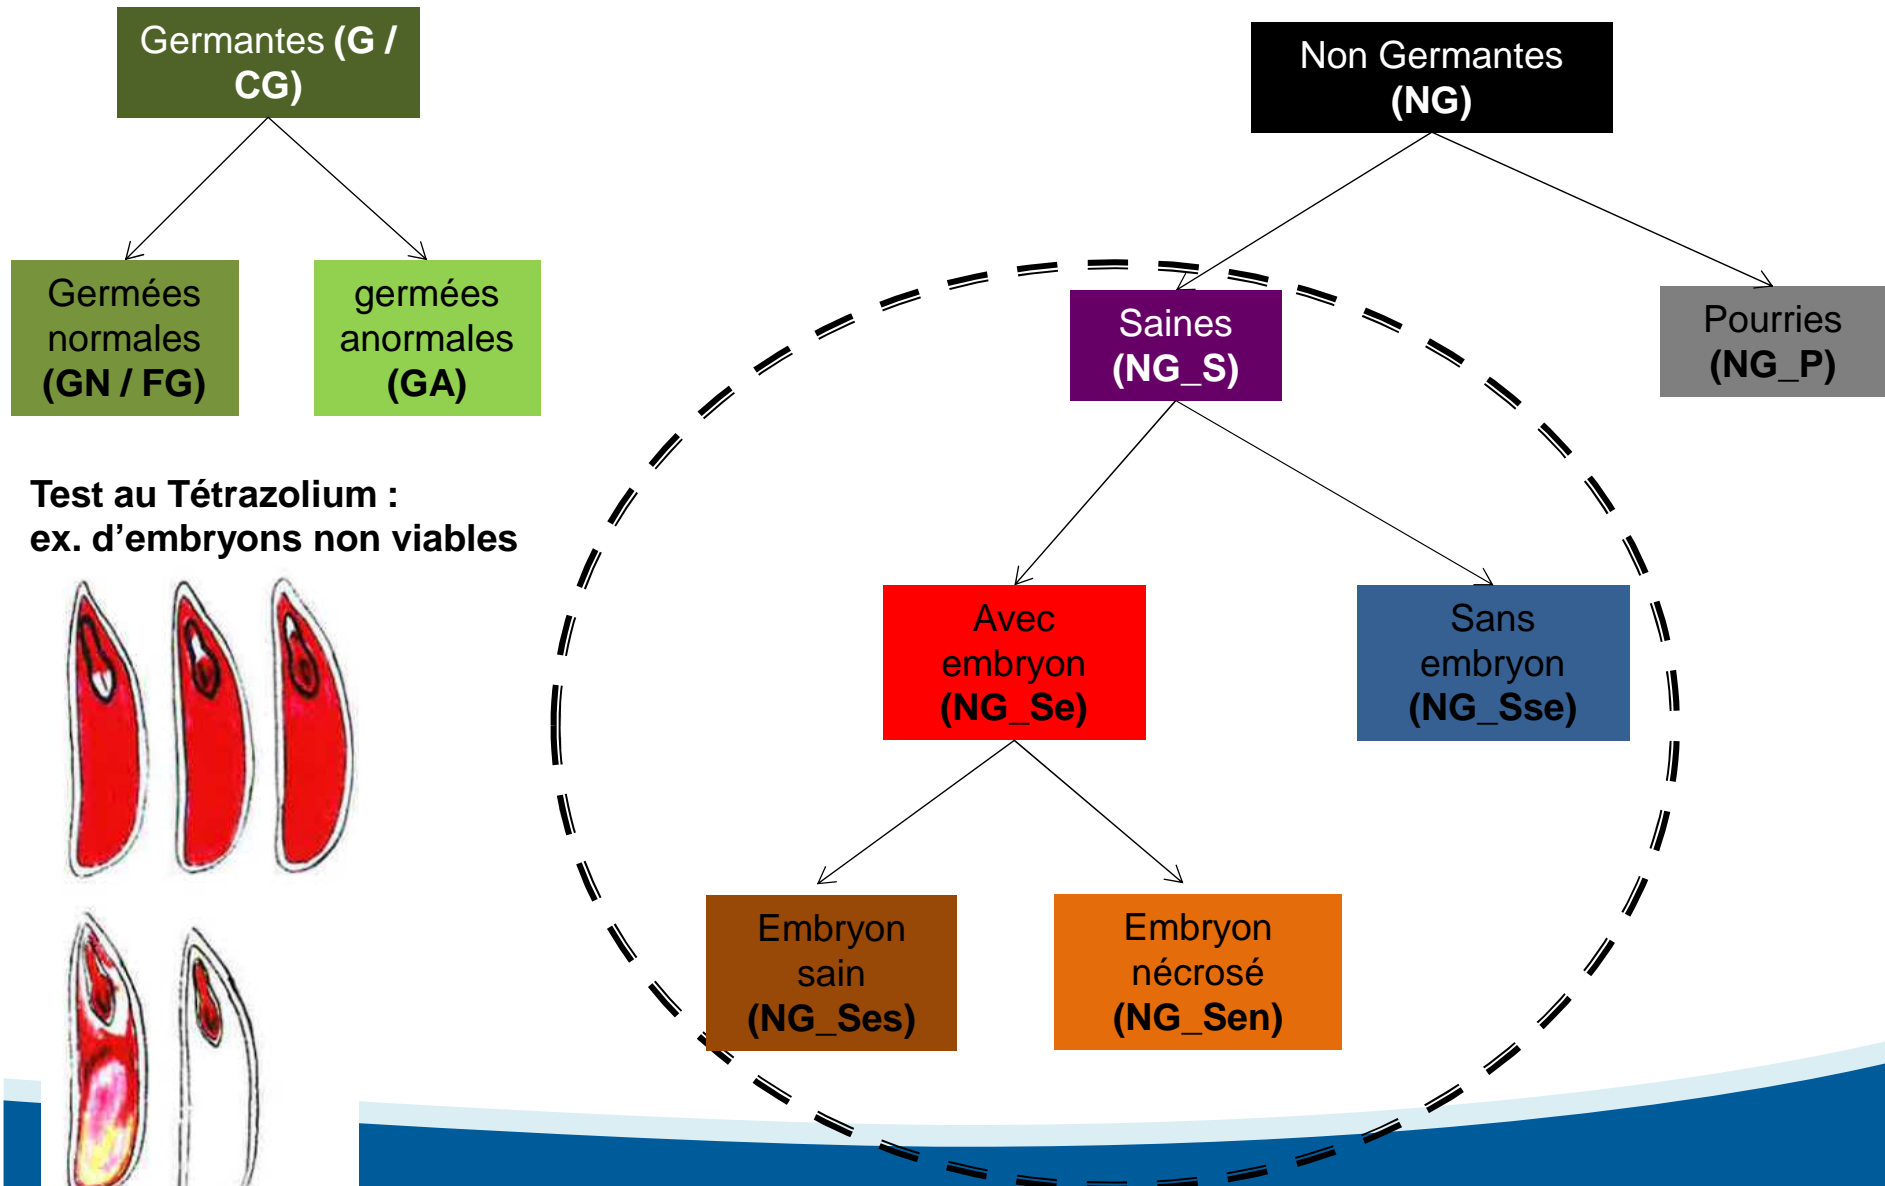 Germantes (G /
CG)
Non Germantes
(NG)
Germées
normales
(GN / FG)
germées
anormales
(GA)
Saines
(NG_S)
Pourries
(NG_P)
Test au Tétrazolium :
ex. d’embryons non viables
Avec
embryon
(NG_Se)
Sans
embryon
(NG_Sse)
Embryon
sain
(NG_Ses)
Embryon
nécrosé
(NG_Sen)